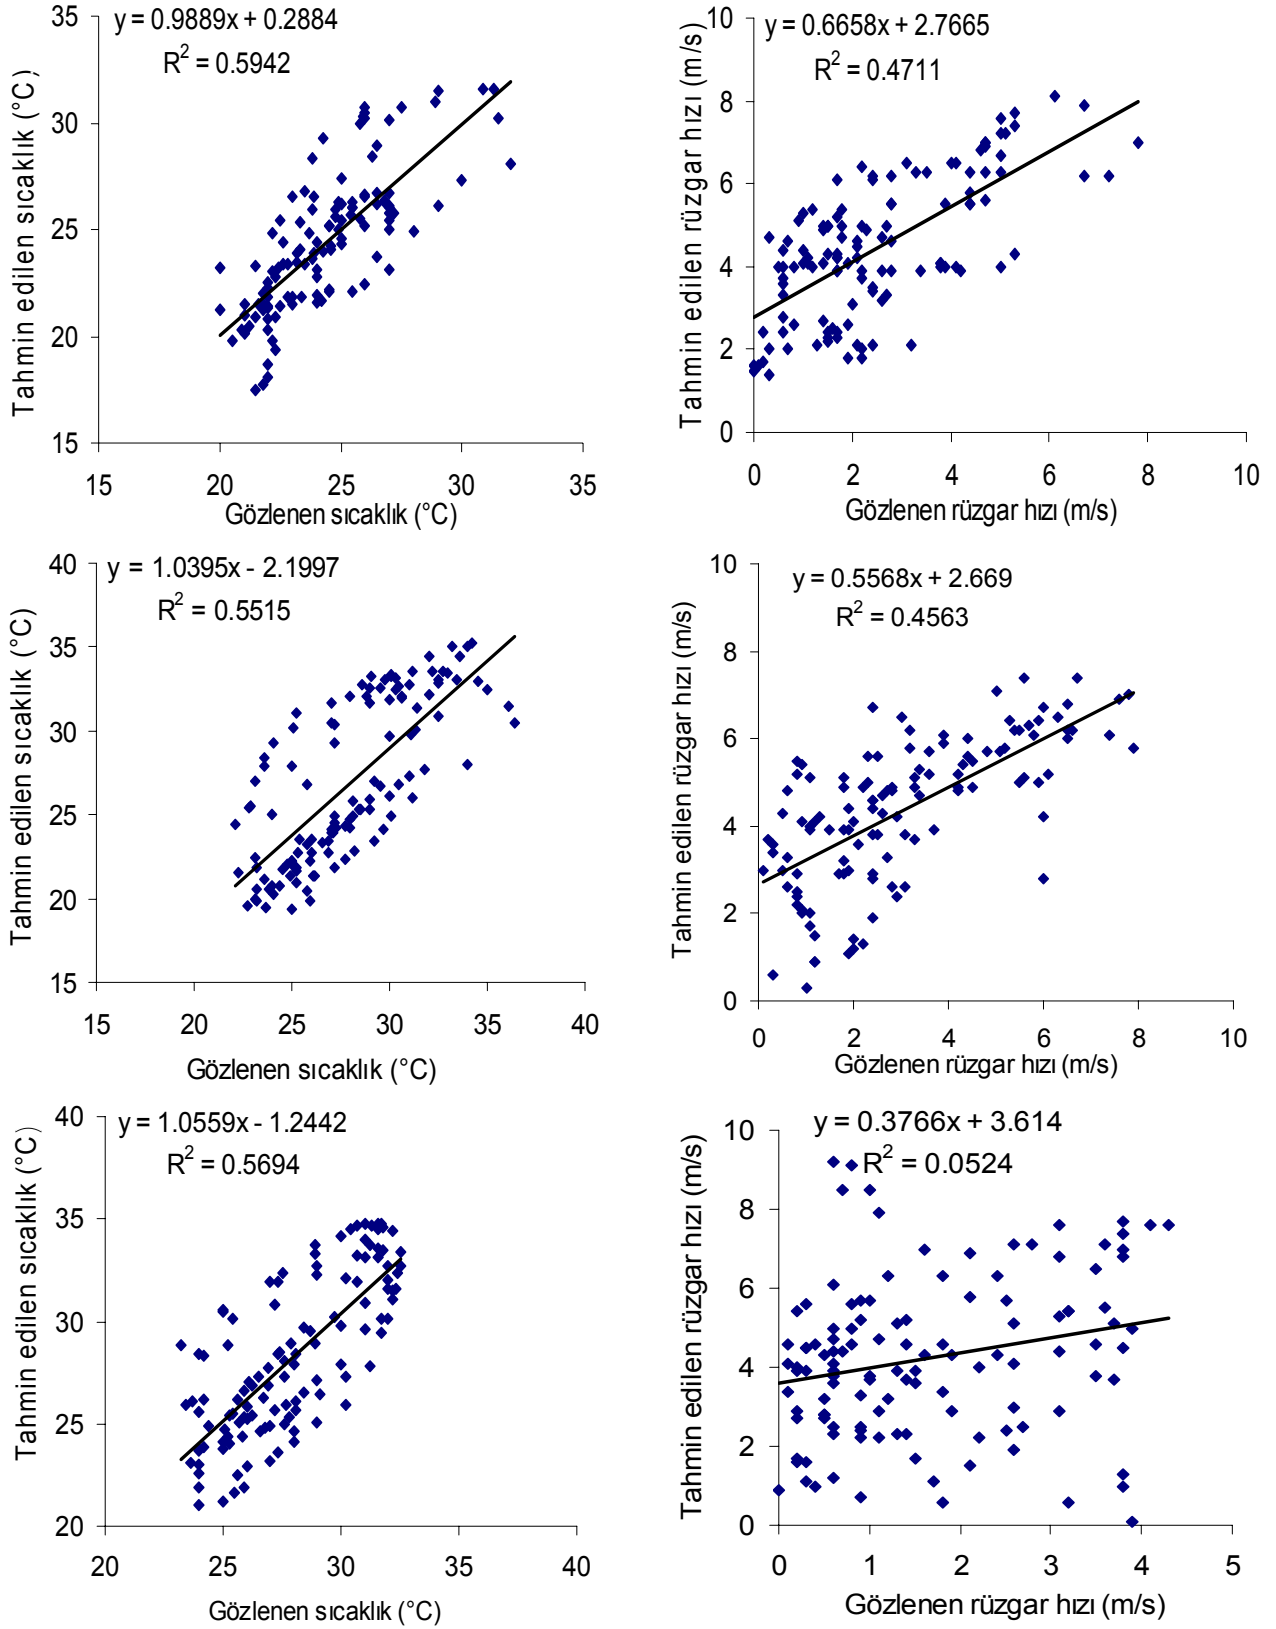 y = 0.9889x + 0.2884
R² = 0.5942
Tahmin edilen sıcaklık (°C)
35
30
25
20
15
15 20 25 30 35
Gözlenen sıcaklık (°C)
y = 0.6658x + 2.7665
R² = 0.4711
Tahmin edilen rüzgar hızı (m/s)
10
8
6
4
2
0
0 2 4 6 8 10
Gözlenen rüzgar hızı (m/s)
y = 1.0395x - 2.1997
R² = 0.5515
Tahmin edilen sıcaklık (°C)
40
35
30
25
20
15
15 20 25 30 35 40
Gözlenen sıcaklık (°C)
y = 0.5568x + 2.669
R² = 0.4563
Tahmin edilen rüzgar hızı (m/s)
10
8
6
4
2
0
0 2 4 6 8 10
Gözlenen rüzgar hızı (m/s)
y = 1.0559x - 1.2442
R² = 0.5694
Tahmin edilen sıcaklık (°C)
40
35
30
25
20
20 25 30 35 40
Gözlenen sıcaklık (°C)
y = 0.3766x + 3.614
R² = 0.0524
Tahmin edilen rüzgar hızı (m/s)
10
8
6
4
2
0
0 1 2 3 4 5
Gözlenen rüzgar hızı (m/s)